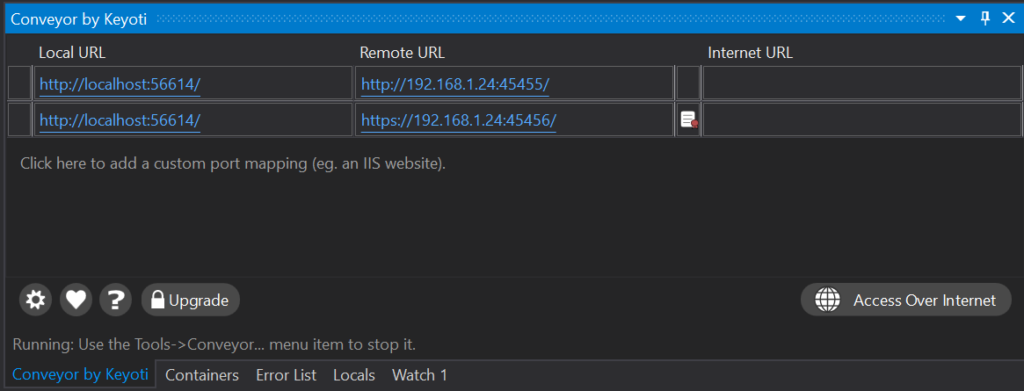 Conveyor by Keyoti
Local URL Remote URL Internet URL
http://localhost:56614/ http://192.168.1.24:45455/
http://localhost:56614/ https://192.168.1.24:45456/
Click here to add a custom port mapping (eg. an IIS website).
? Upgrade Access Over Internet
Running: Use the Tools->Conveyor... menu item to stop it.
Conveyor by Keyoti Containers Error List Locals Watch 1